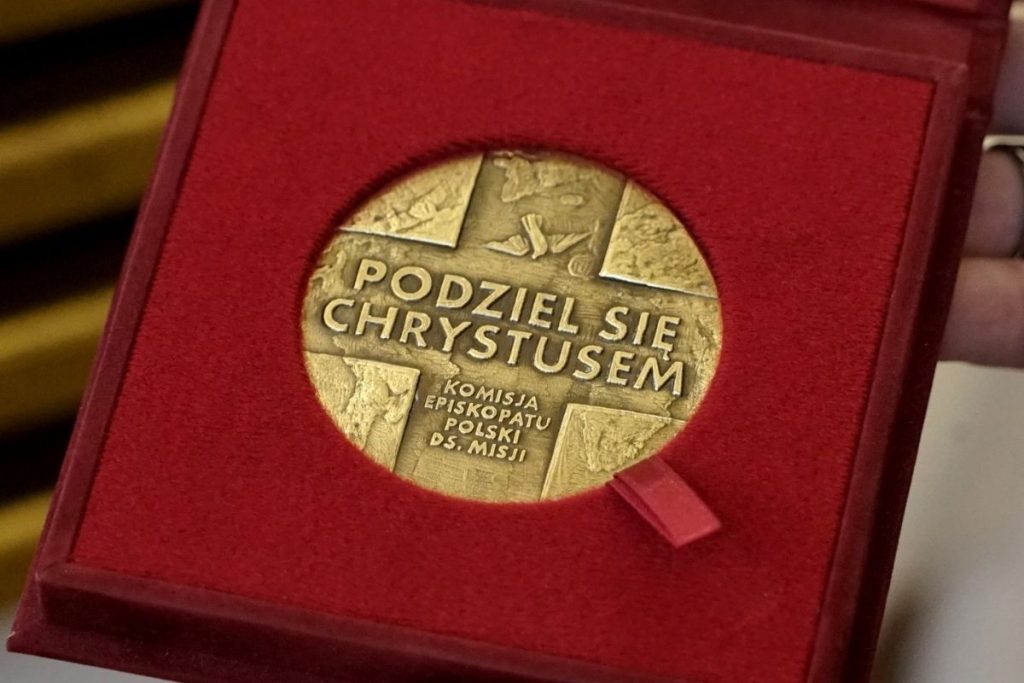 PODZIEL SIĘ
CHRYSTUSEM
KOMISJA
EPISKOPATU
POLSKI
DS. MISJI